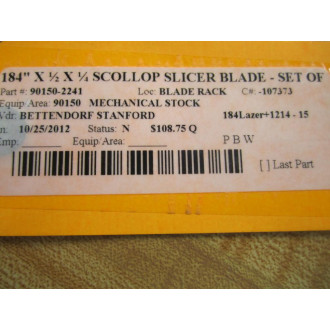 184" X ½ X ¼ SCOLLOP SLICER BLADE - SET OF
Part #: 90150-2241 Loc: BLADE RACK C#: -107373
Equip Area: 90150 MECHANICAL STOCK
Vdr: BETTENDORF STANFORD 184Lazer+1214 - 15
In: 10/25/2012 Status: N $108.75 Q
Emp: Equip/Area: P B W
[ ] Last Part